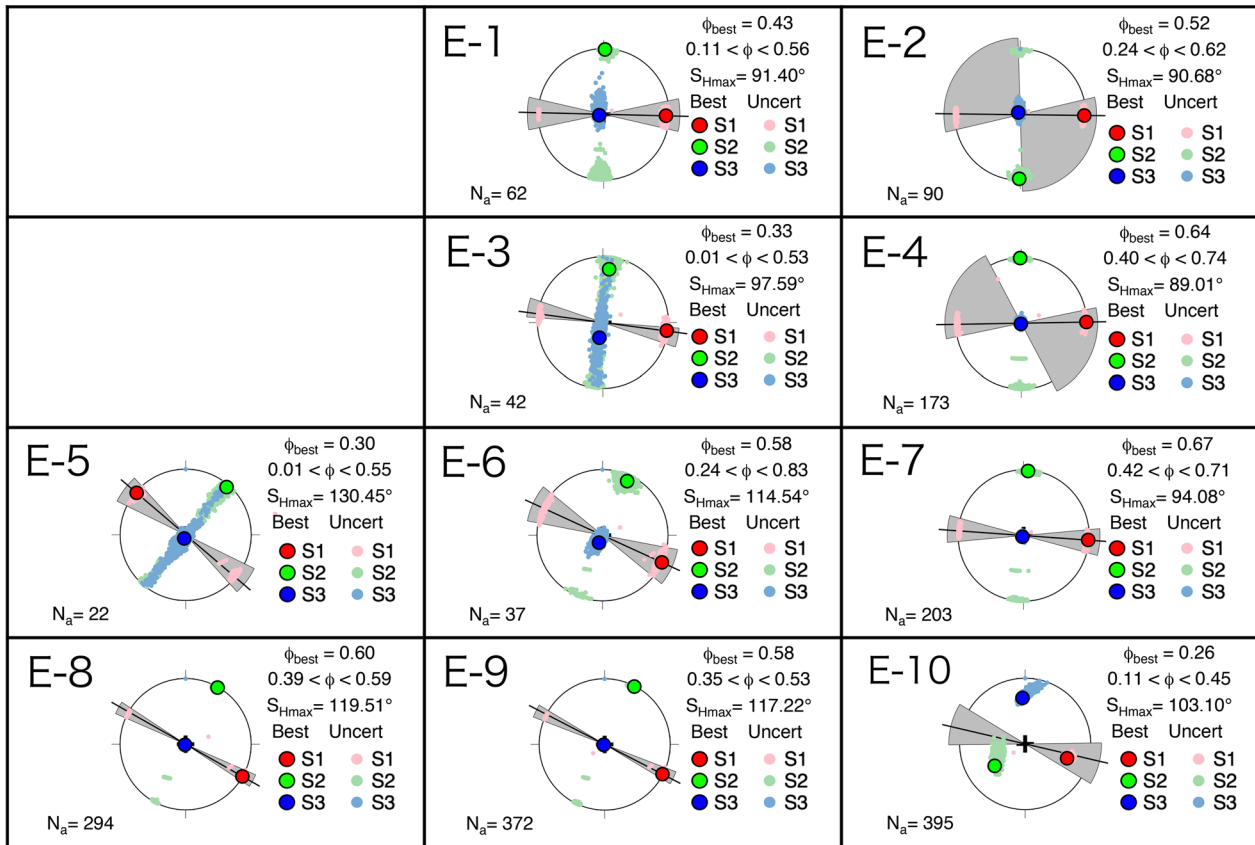 E-1
ϕbest = 0.43
0.11 < ϕ < 0.56
SHmax= 91.40°
Best Uncert
S1 S1
S2 S2
S3 S3
Na= 62
E-2
ϕbest = 0.52
0.24 < ϕ < 0.62
SHmax= 90.68°
Best Uncert
S1 S1
S2 S2
S3 S3
Na= 90
E-3
ϕbest = 0.33
0.01 < ϕ < 0.53
SHmax= 97.59°
Best Uncert
S1 S1
S2 S2
S3 S3
Na= 42
E-4
ϕbest = 0.64
0.40 < ϕ < 0.74
SHmax= 89.01°
Best Uncert
S1 S1
S2 S2
S3 S3
Na= 173
E-5
ϕbest = 0.30
0.01 < ϕ < 0.55
SHmax= 130.45°
Best Uncert
S1 S1
S2 S2
S3 S3
Na= 22
E-6
ϕbest = 0.58
0.24 < ϕ < 0.83
SHmax= 114.54°
Best Uncert
S1 S1
S2 S2
S3 S3
Na= 37
E-7
ϕbest = 0.67
0.42 < ϕ < 0.71
SHmax= 94.08°
Best Uncert
S1 S1
S2 S2
S3 S3
Na= 203
E-8
ϕbest = 0.60
0.39 < ϕ < 0.59
SHmax= 119.51°
Best Uncert
S1 S1
S2 S2
S3 S3
Na= 294
E-9
ϕbest = 0.58
0.35 < ϕ < 0.53
SHmax= 117.22°
Best Uncert
S1 S1
S2 S2
S3 S3
Na= 372
E-10
ϕbest = 0.26
0.11 < ϕ < 0.45
SHmax= 103.10°
Best Uncert
S1 S1
S2 S2
S3 S3
Na= 395